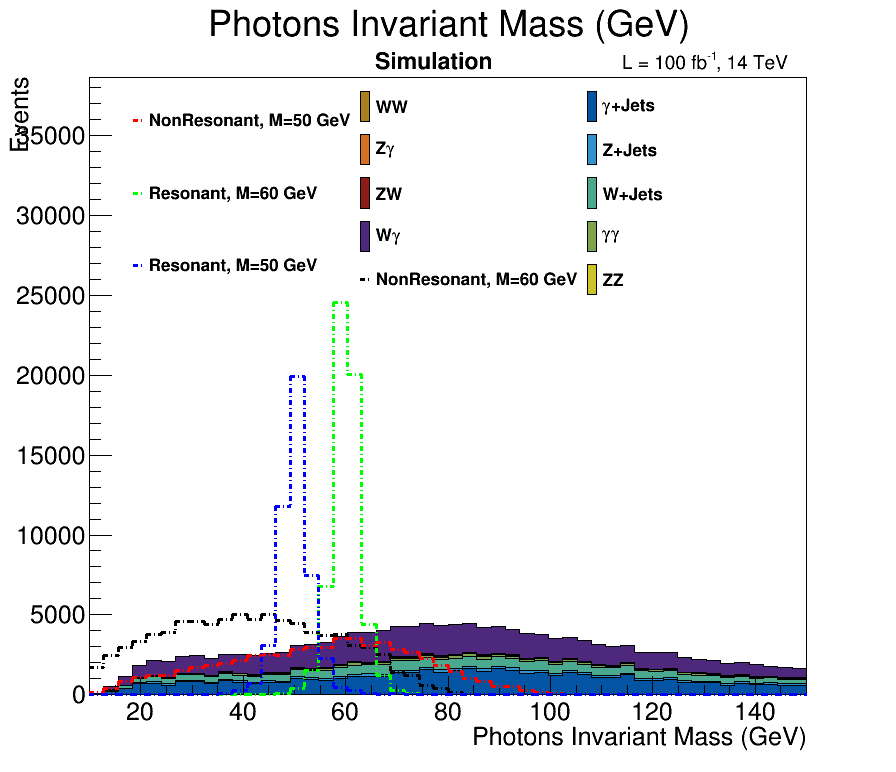 Photons Invariant Mass (GeV)
Simulation
L = 100 fb⁻¹, 14 TeV
Events
NonResonant, M=50 GeV
Resonant, M=60 GeV
Resonant, M=50 GeV
WW
Zγ
ZW
Wγ
NonResonant, M=60 GeV
γ+Jets
Z+Jets
W+Jets
γγ
ZZ
35000
30000
25000
20000
15000
10000
5000
0
20 40 60 80 100 120 140
Photons Invariant Mass (GeV)